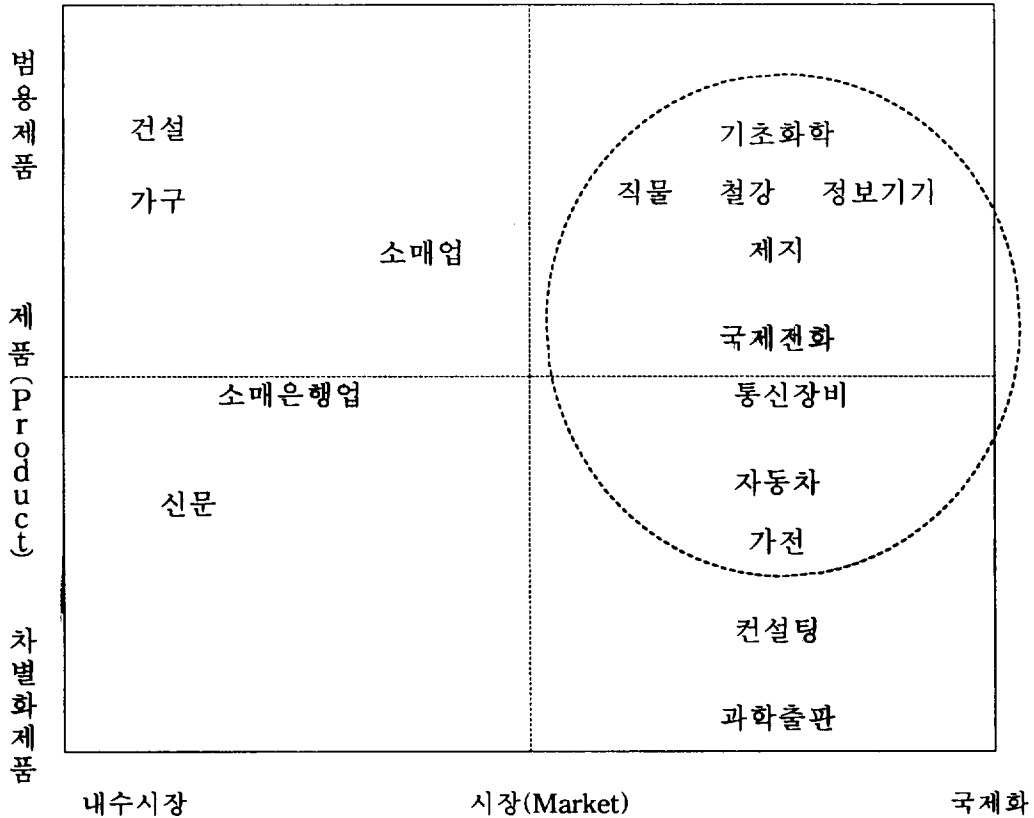 범용제품
제품(Product)
차별화제품
건설
가구
소매업
기초화학
직물 철강 정보기기
제지
국제전화
소매은행업
통신장비
신문
자동차
가전
컨설팅
과학출판
내수시장 시장(Market) 국제화